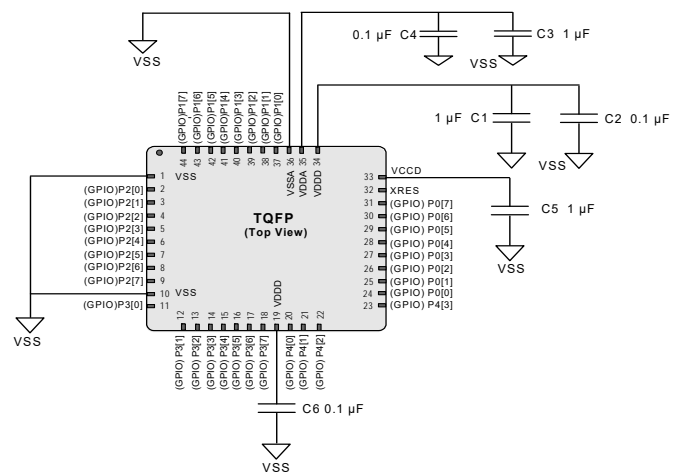 0.1 µF C4
C3 1 µF
VSS
VSS
1 µF C1
C2 0.1 µF
VSS
(GPIO)P1[7]
(GPIO)P1[6]
(GPIO)P1[5]
(GPIO)P1[4]
(GPIO)P1[3]
(GPIO)P1[2]
(GPIO)P1[1]
(GPIO)P1[0]
44
43
42
41
40
39
38
37
36
35
34
VSSA
VDDA
VDDD
1
VSS
(GPIO)P2[0]
2
(GPIO)P2[1]
3
(GPIO)P2[2]
4
(GPIO)P2[3]
5
(GPIO)P2[4]
6
(GPIO)P2[5]
7
(GPIO)P2[6]
8
(GPIO)P2[7]
9
10
VSS
(GPIO)P3[0]
11
VSS
TQFP
(Top View)
33
VCCD
32
XRES
31
(GPIO) P0[7]
30
(GPIO) P0[6]
29
(GPIO) P0[5]
28
(GPIO) P0[4]
27
(GPIO) P0[3]
26
(GPIO) P0[2]
25
(GPIO) P0[1]
24
(GPIO) P0[0]
23
(GPIO) P4[3]
C5 1 µF
VSS
VDDD
12
13
14
15
16
17
18
19
20
21
22
(GPIO) P3[1]
(GPIO) P3[2]
(GPIO) P3[3]
(GPIO) P3[4]
(GPIO) P3[5]
(GPIO) P3[6]
(GPIO) P3[7]
(GPIO) P4[0]
(GPIO) P4[1]
(GPIO) P4[2]
C6 0.1 µF
VSS